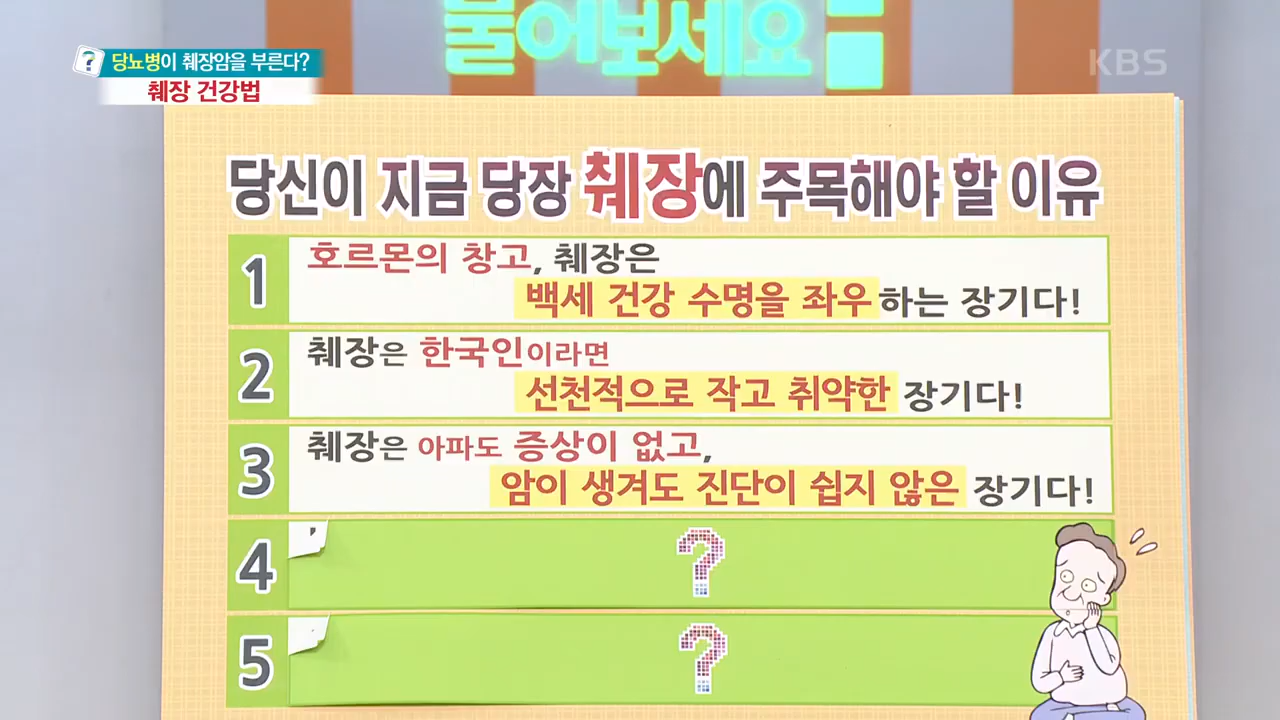 물어보세요
? 당뇨병이 췌장암을 부른다?
KBS
췌장 건강법
당신이 지금 당장 췌장에 주목해야 할 이유
1 호르몬의 창고, 췌장은
백세 건강 수명을 좌우하는 장기다!
2 췌장은 한국인이라면
선천적으로 작고 취약한 장기다!
3 췌장은 아파도 증상이 없고,
암이 생겨도 진단이 쉽지 않은 장기다!
4 ?
5 ?